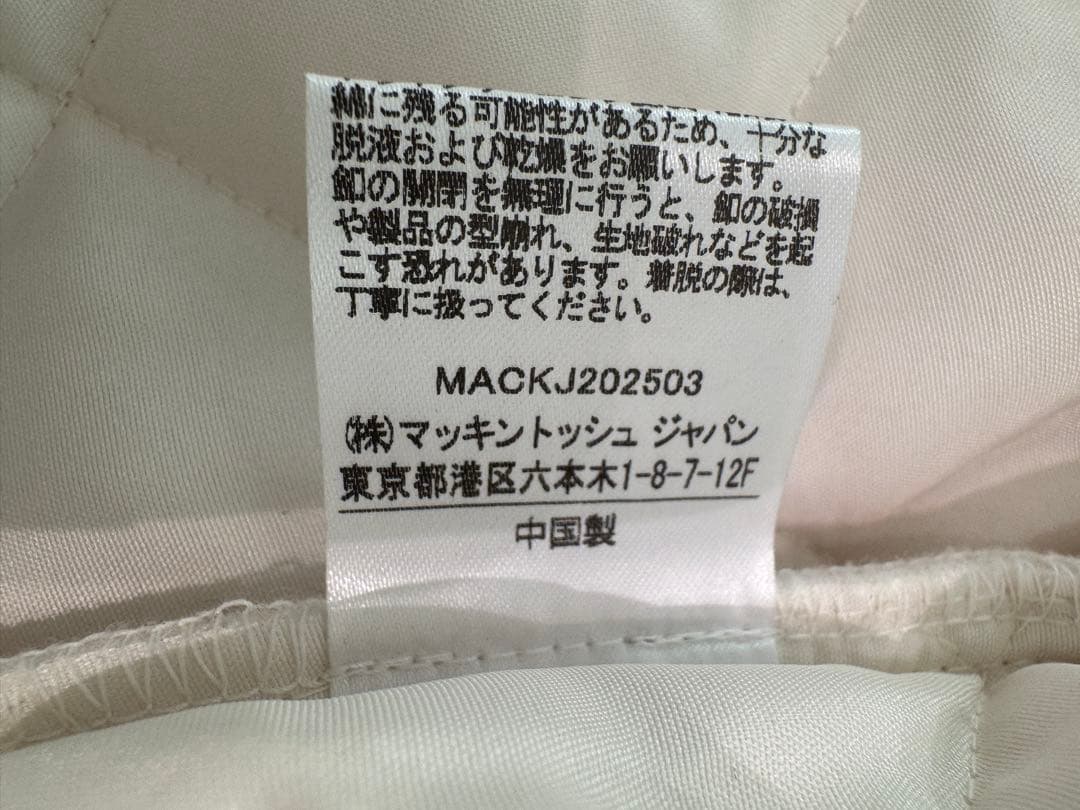 綿に残る可能性があるため、十分な
脱液および乾燥をお願いします。
釦の開閉を無理に行うと、釦の破損
や製品の型崩れ、生地破れなどを起
こす恐れがあります。着脱の際は、
丁寧に扱ってください。
MACKJ202503
(株)マッキントッシュ ジャパン
東京都港区六本木1-8-7-12F
中国製